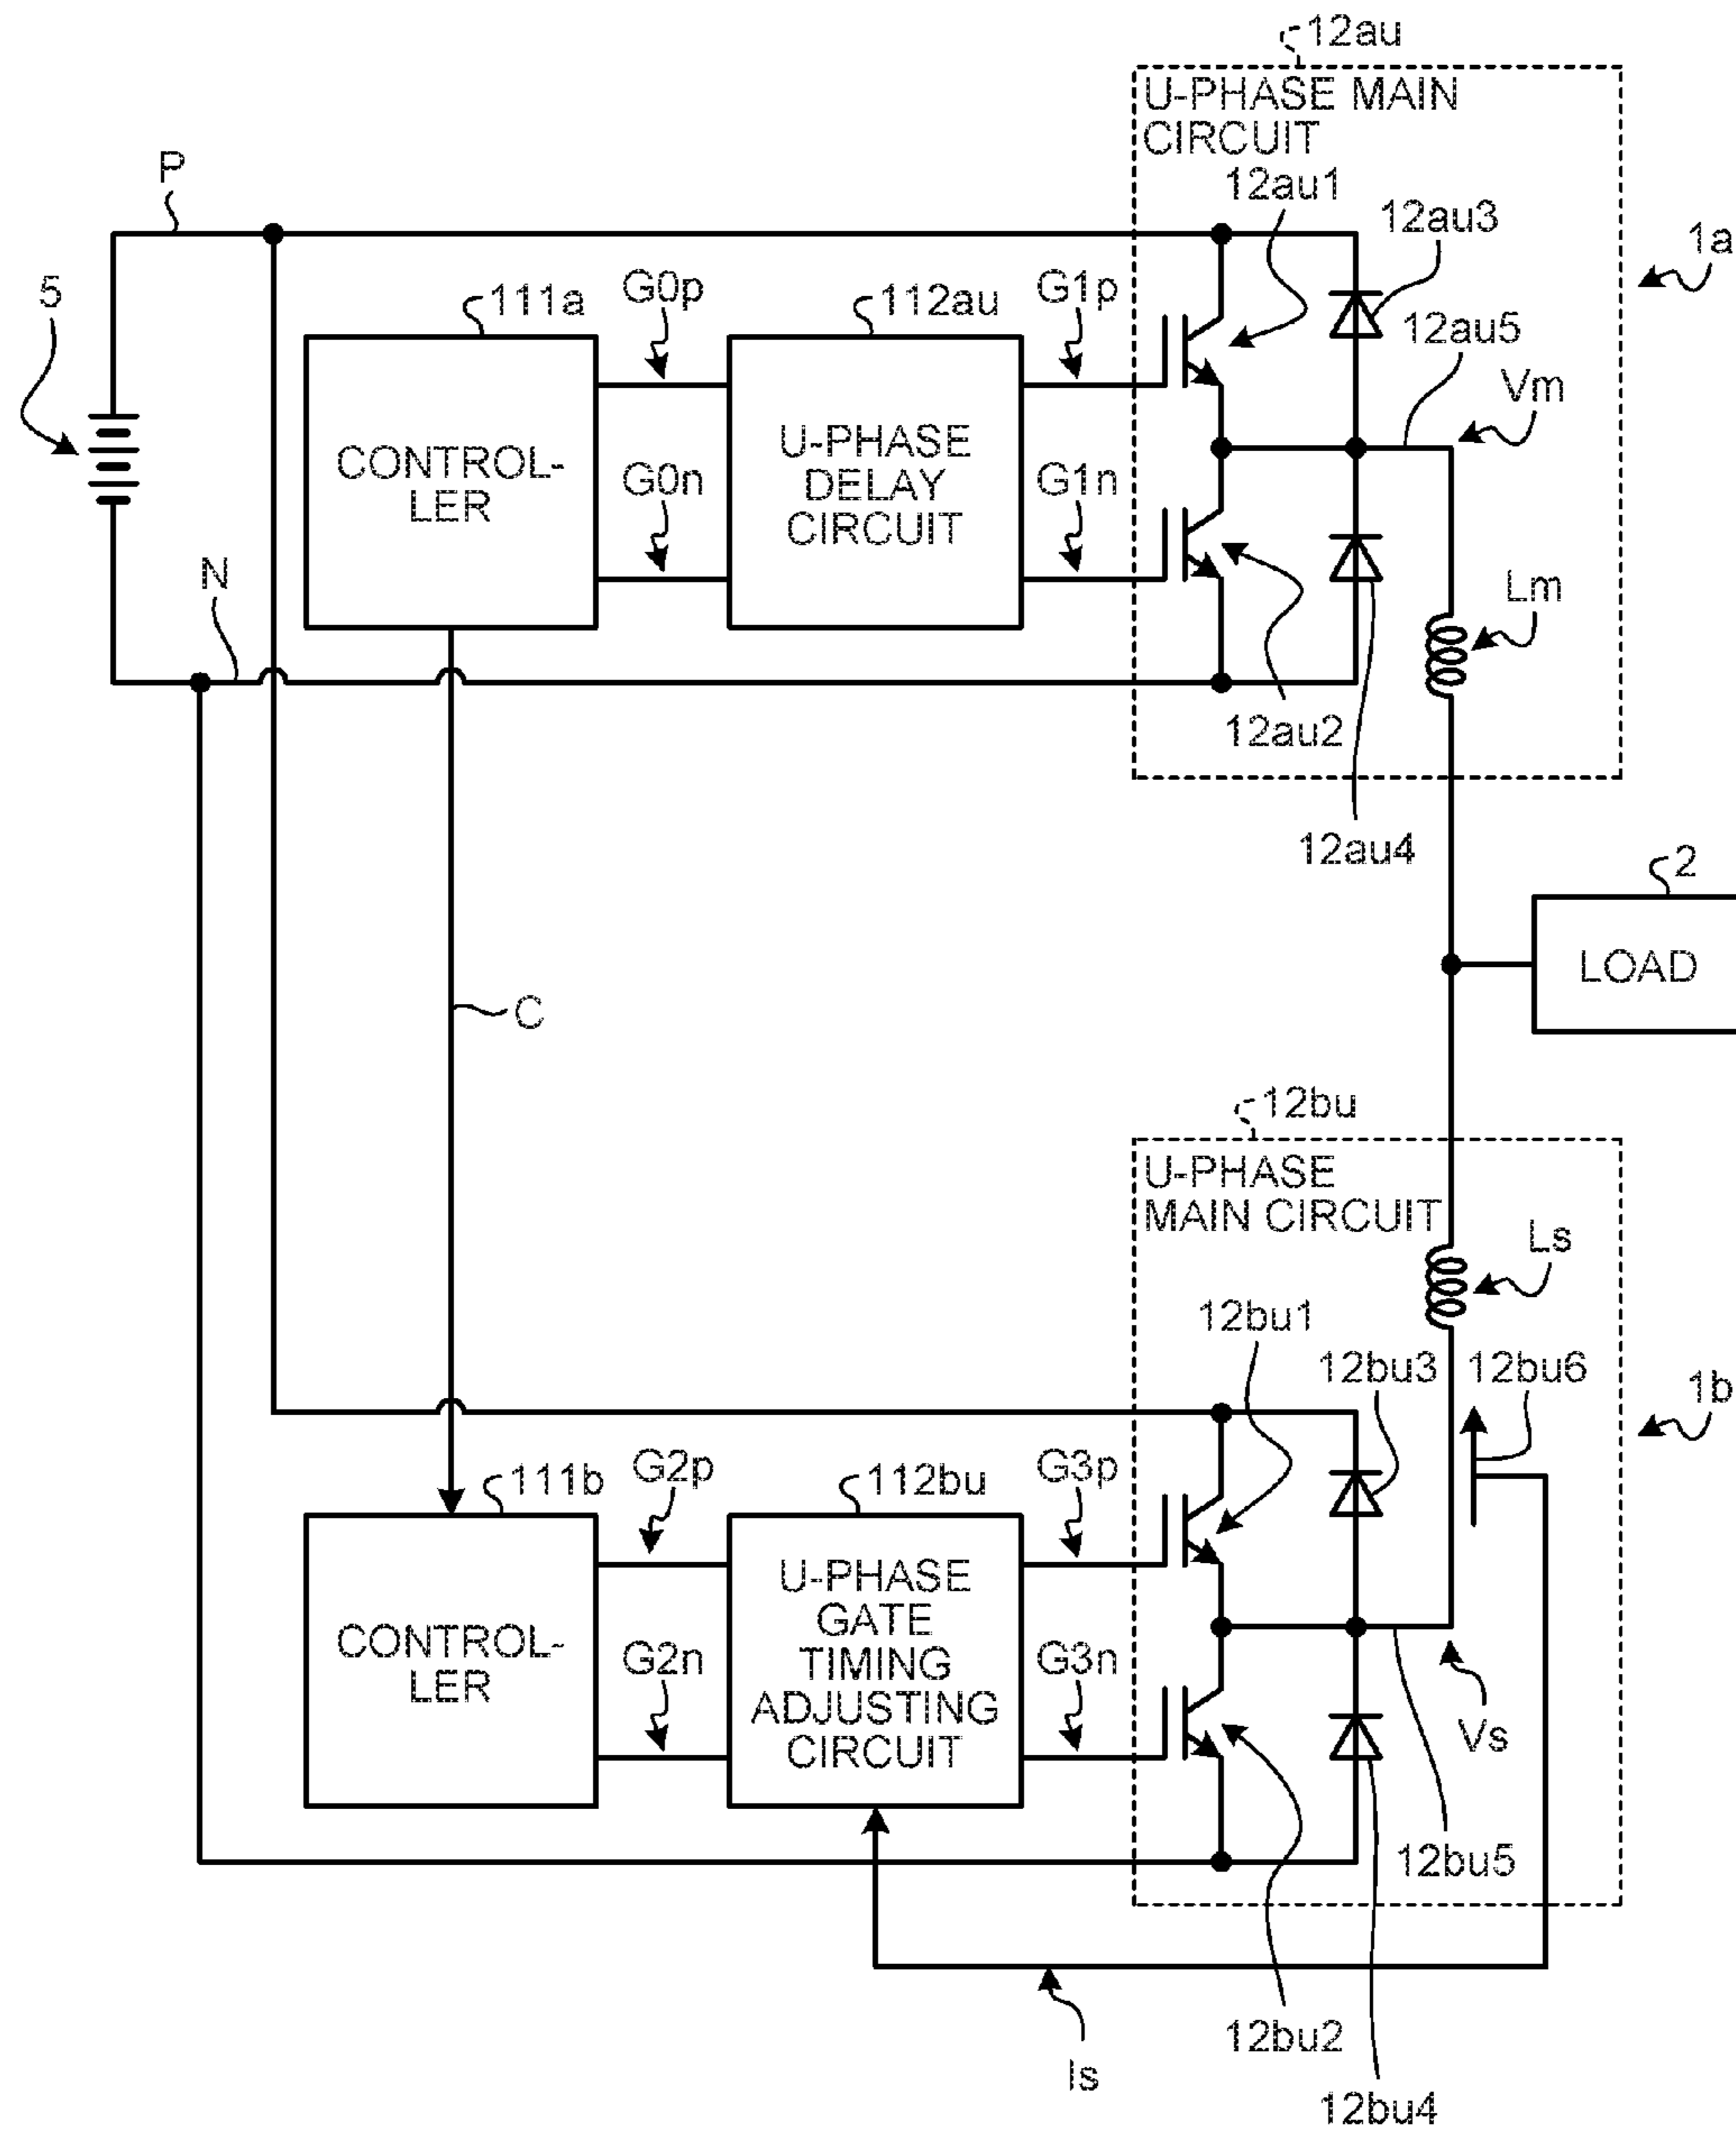 12au
U-PHASE MAIN
CIRCUIT
P
12au1
12au3
1a
5
111a
G0p
112au
G1p
12au5
Vm
CONTROL-
LER
U-PHASE
DELAY
CIRCUIT
G0n
G1n
N
Lm
12au2
12au4
2
LOAD
C
12bu
U-PHASE
MAIN CIRCUIT
Ls
12bu1
12bu3
12bu6
1b
111b
G2p
112bu
G3p
CONTROL-
LER
U-PHASE
GATE
TIMING
ADJUSTING
CIRCUIT
G2n
G3n
Vs
12bu5
12bu2
Is
12bu4